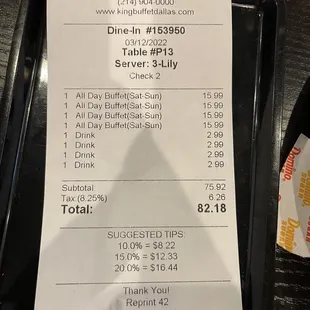 (214) 904-0000
www.kingbuffetdallas.com
Dine-In #153950
03/12/2022
Table #P13
Server: 3-Lily
Check 2
1 All Day Buffet(Sat-Sun) 15.99
1 All Day Buffet(Sat-Sun) 15.99
1 All Day Buffet(Sat-Sun) 15.99
1 All Day Buffet(Sat-Sun) 15.99
1 Drink 2.99
1 Drink 2.99
1 Drink 2.99
1 Drink 2.99
Subtotal: 75.92
Tax:(8.25%) 6.26
Total: 82.18
SUGGESTED TIPS:
10.0% = $8.22
15.0% = $12.33
20.0% = $16.44
Thank You!
Reprint 42
Domino